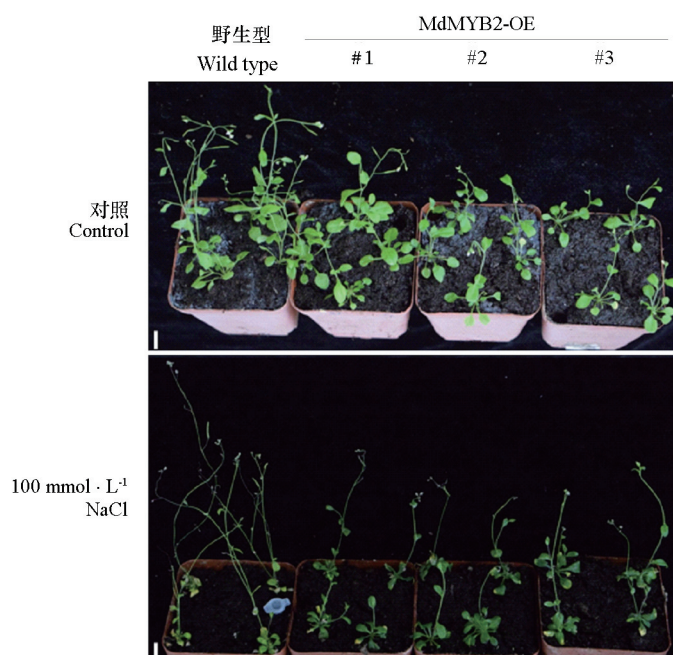 野生型
Wild type
MdMYB2-OE
#1
#2
#3
对照
Control
100 mmol · L⁻¹
NaCl